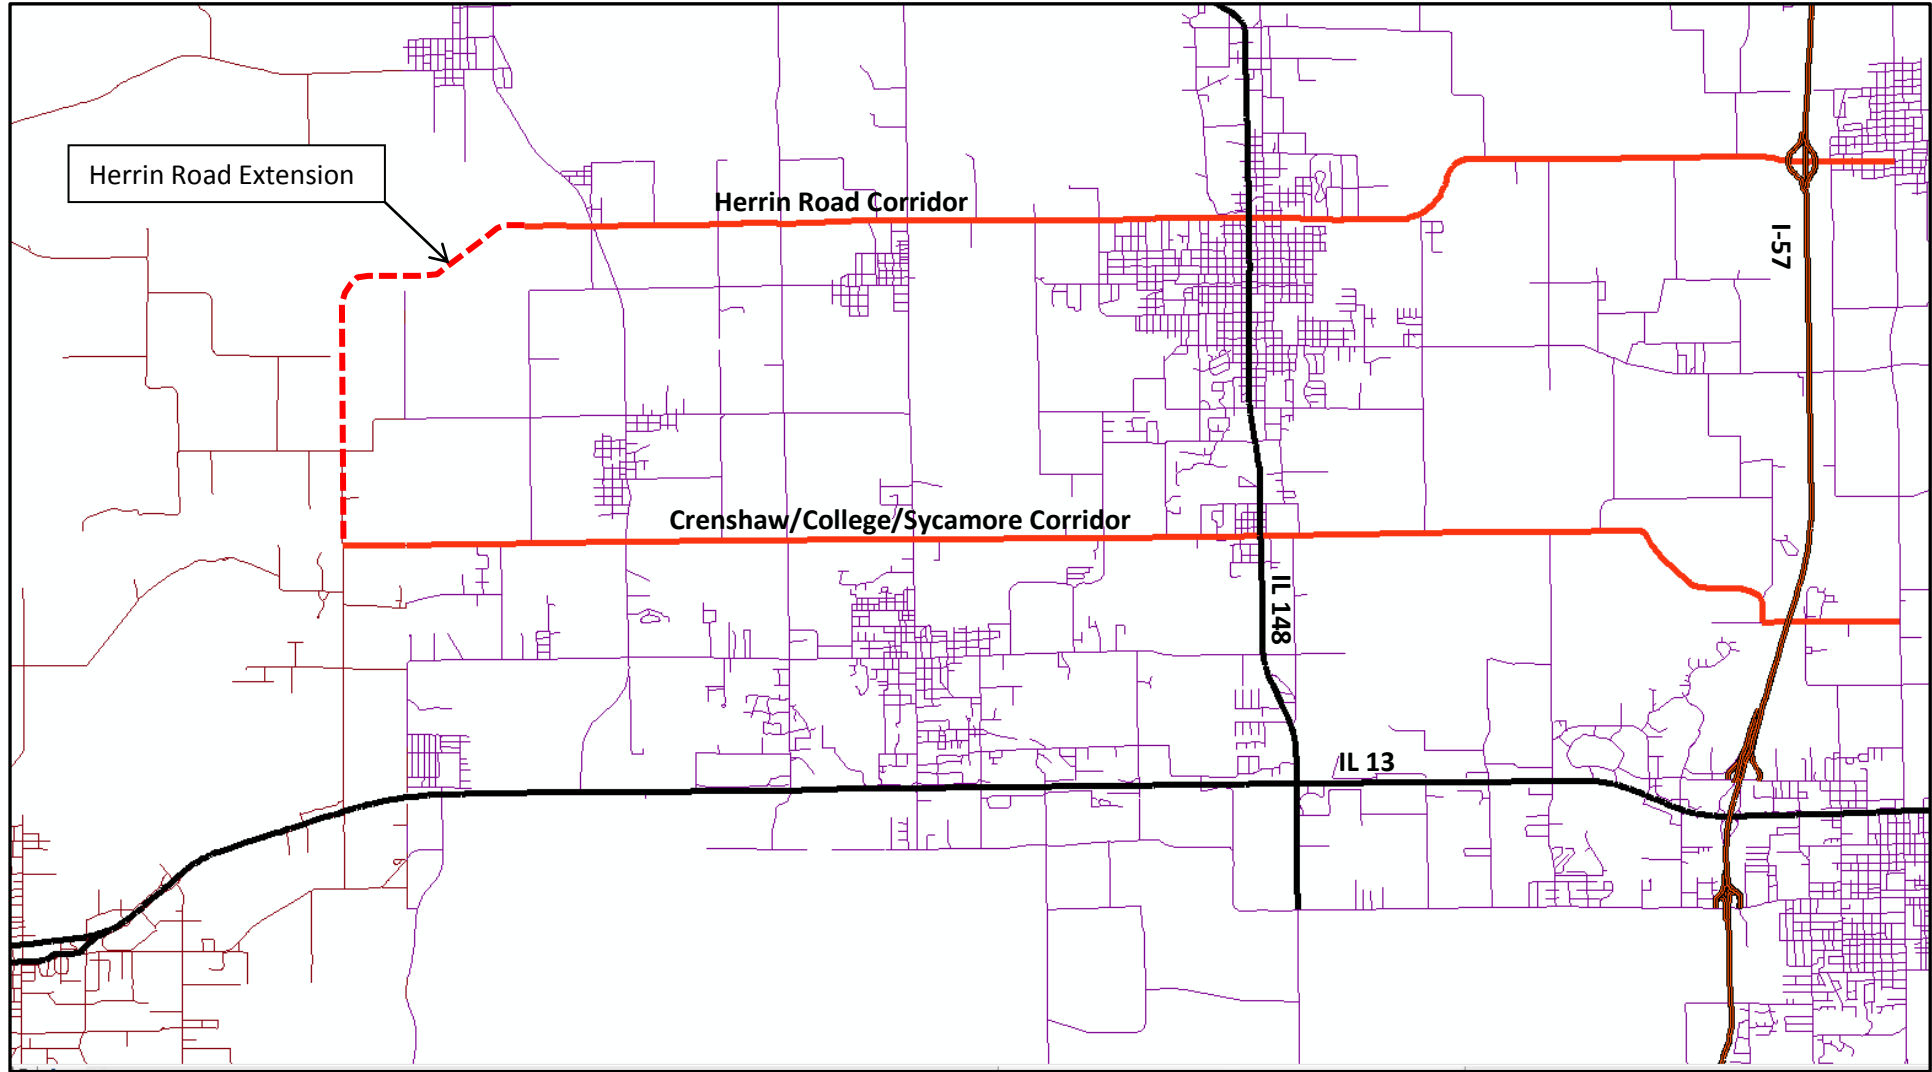 Herrin Road Extension
Herrin Road Corridor
I-57
Crenshaw/College/Sycamore Corridor
IL 148
IL 13